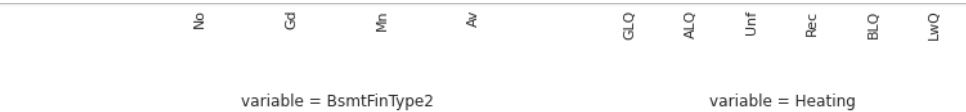 No Gd Mn Av GLQ ALQ Unf Rec BLQ LwQ
variable = BsmtFinType2 variable = Heating